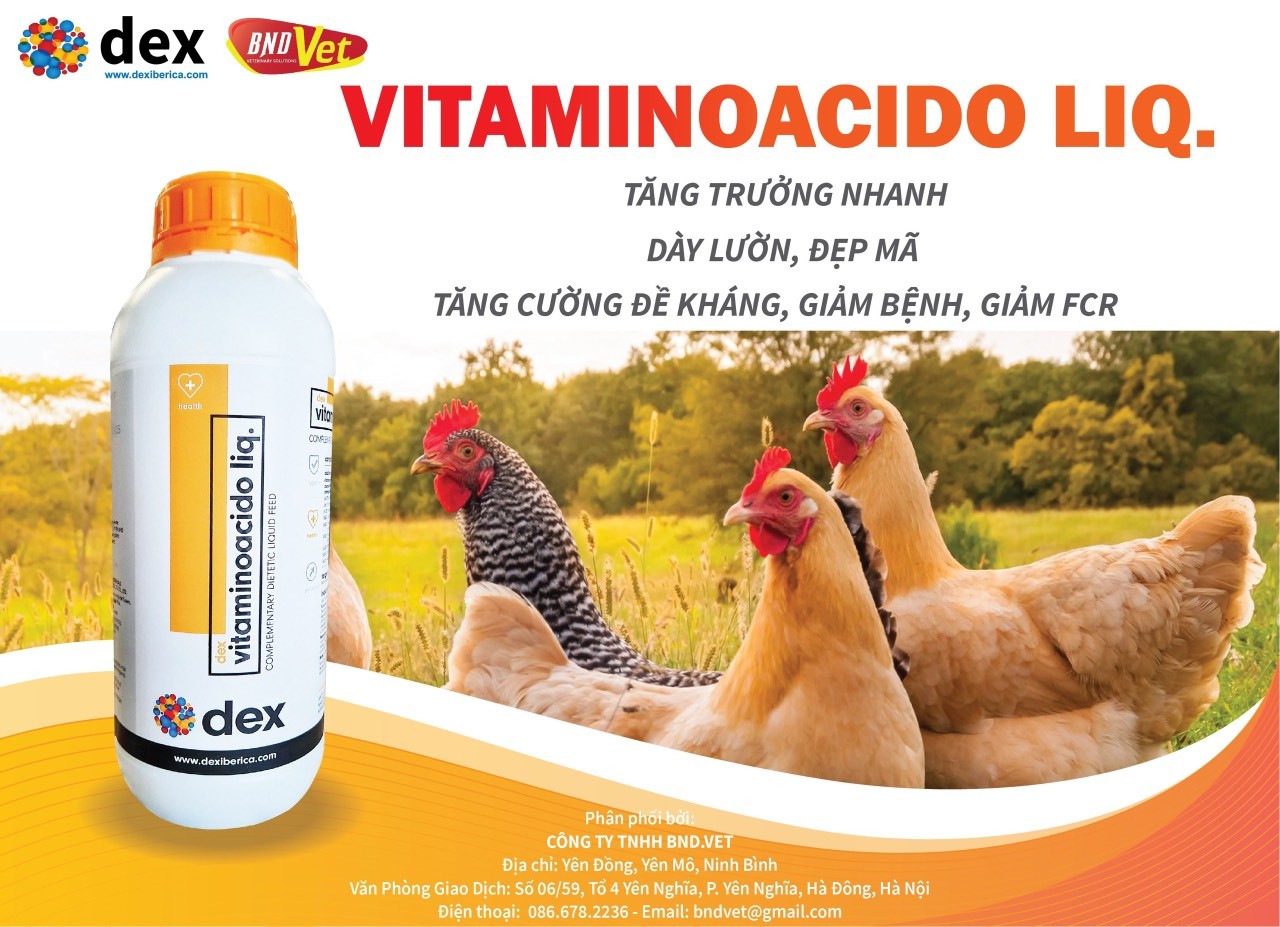 dex
www.dexiberica.com
BND Vet
VETERINARY SOLUTIONS
VITAMINOACIDO LIQ.
TĂNG TRƯỞNG NHANH
DÀY LƯỜN, ĐẸP MÃ
TĂNG CƯỜNG ĐỀ KHÁNG, GIẢM BỆNH, GIẢM FCR
health
dex
vitaminoacido liq.
COMPLEMENTARY DIETETIC LIQUID FEED
dex
www.dexiberica.com
Phân phối bởi:
CÔNG TY TNHH BND.VET
Địa chỉ: Yên Đồng, Yên Mô, Ninh Bình
Văn Phòng Giao Dịch: Số 06/59, Tổ 4 Yên Nghĩa, P. Yên Nghĩa, Hà Đông, Hà Nội
Điện thoại: 086.678.2236 - Email: bndvet@gmail.com